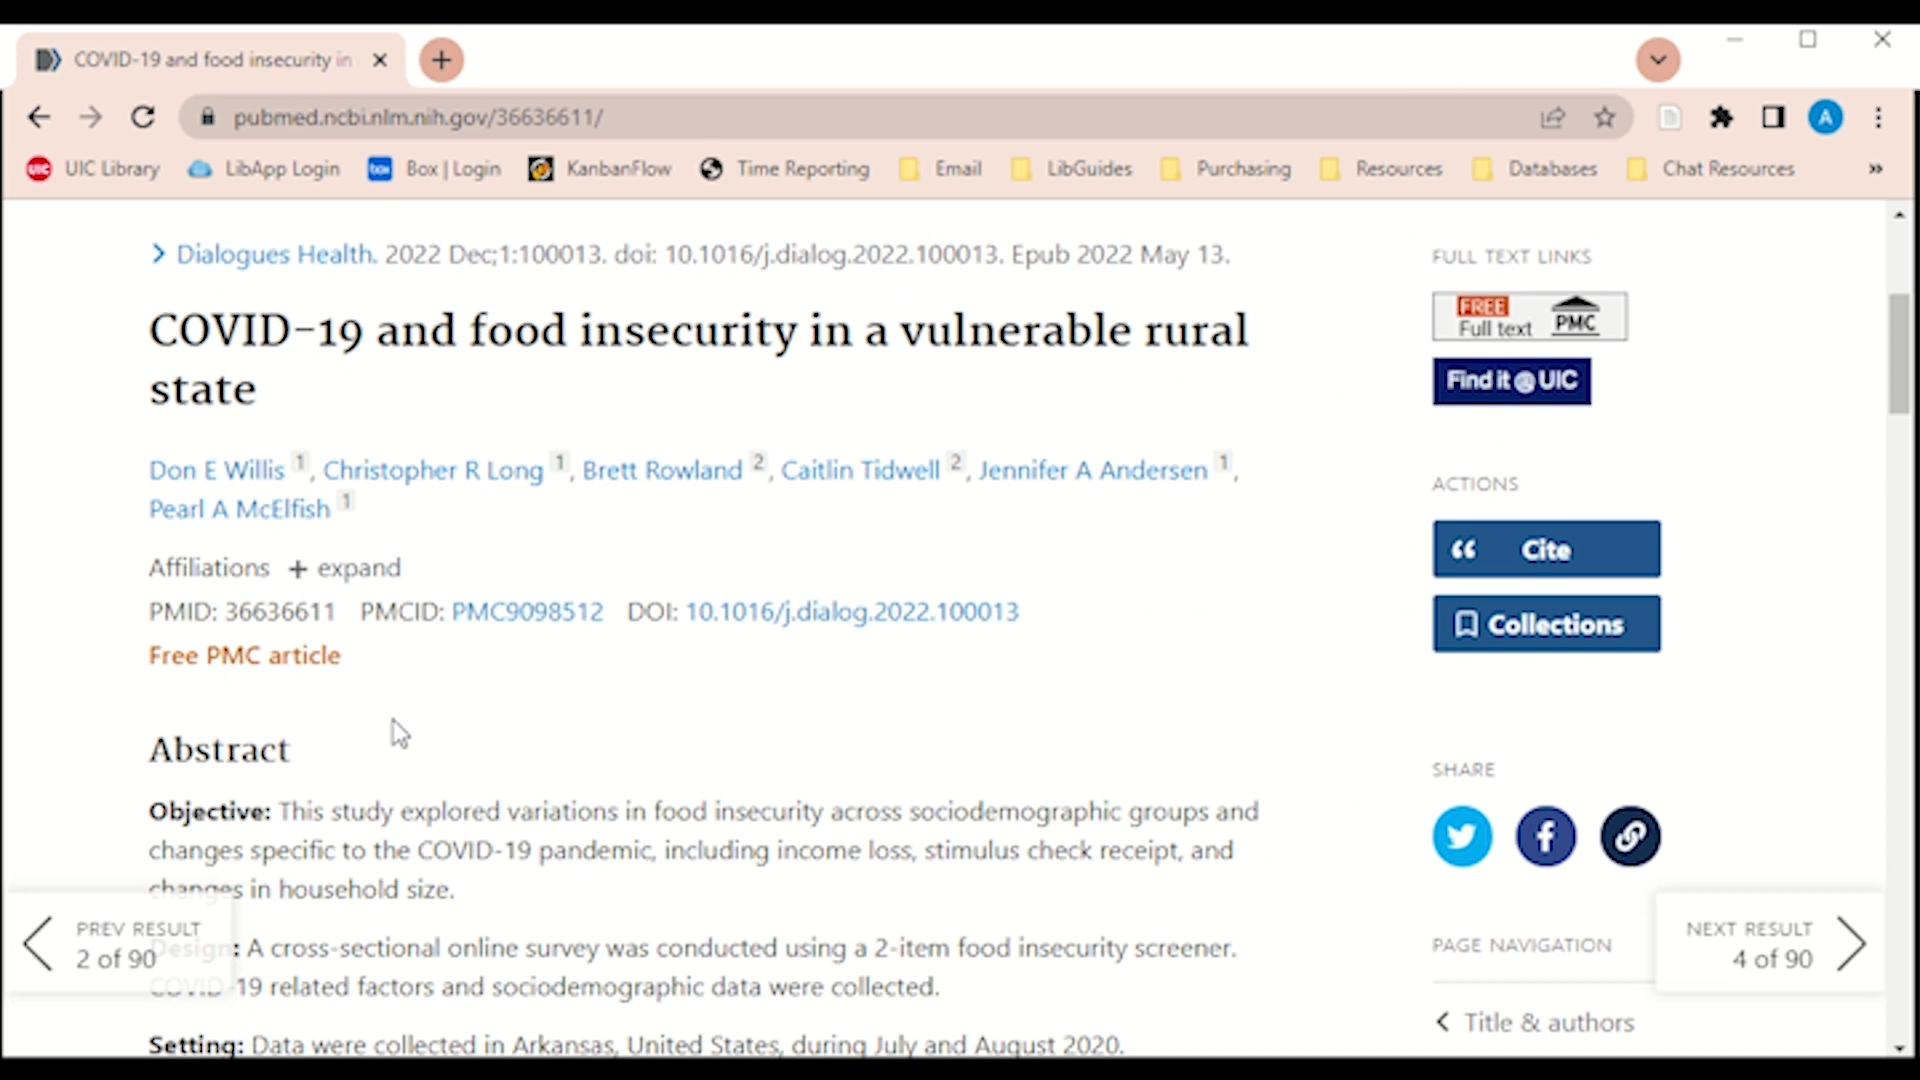 COVID-19 and food insecurity in
pubmed.ncbi.nlm.nih.gov/36636611/
A
UIC UIC Library LibApp Login box Box | Login KanbanFlow Time Reporting Email LibGuides Purchasing Resources Databases Chat Resources »
Dialogues Health. 2022 Dec;1:100013. doi: 10.1016/j.dialog.2022.100013. Epub 2022 May 13.
COVID-19 and food insecurity in a vulnerable rural
state
Don E Willis 1, Christopher R Long 1, Brett Rowland 2, Caitlin Tidwell 2, Jennifer A Andersen 1,
Pearl A McElfish 1
Affiliations + expand
PMID: 36636611 PMCID: PMC9098512 DOI: 10.1016/j.dialog.2022.100013
Free PMC article
Abstract
Objective: This study explored variations in food insecurity across sociodemographic groups and
changes specific to the COVID-19 pandemic, including income loss, stimulus check receipt, and
changes in household size.
Design: A cross-sectional online survey was conducted using a 2-item food insecurity screener.
COVID-19 related factors and sociodemographic data were collected.
Setting: Data were collected in Arkansas, United States, during July and August 2020.
PREV RESULT
2 of 90
FULL TEXT LINKS
FREE
Full text PMC
Find it @ UIC
ACTIONS
Cite
Collections
SHARE
PAGE NAVIGATION
Title & authors
NEXT RESULT
4 of 90